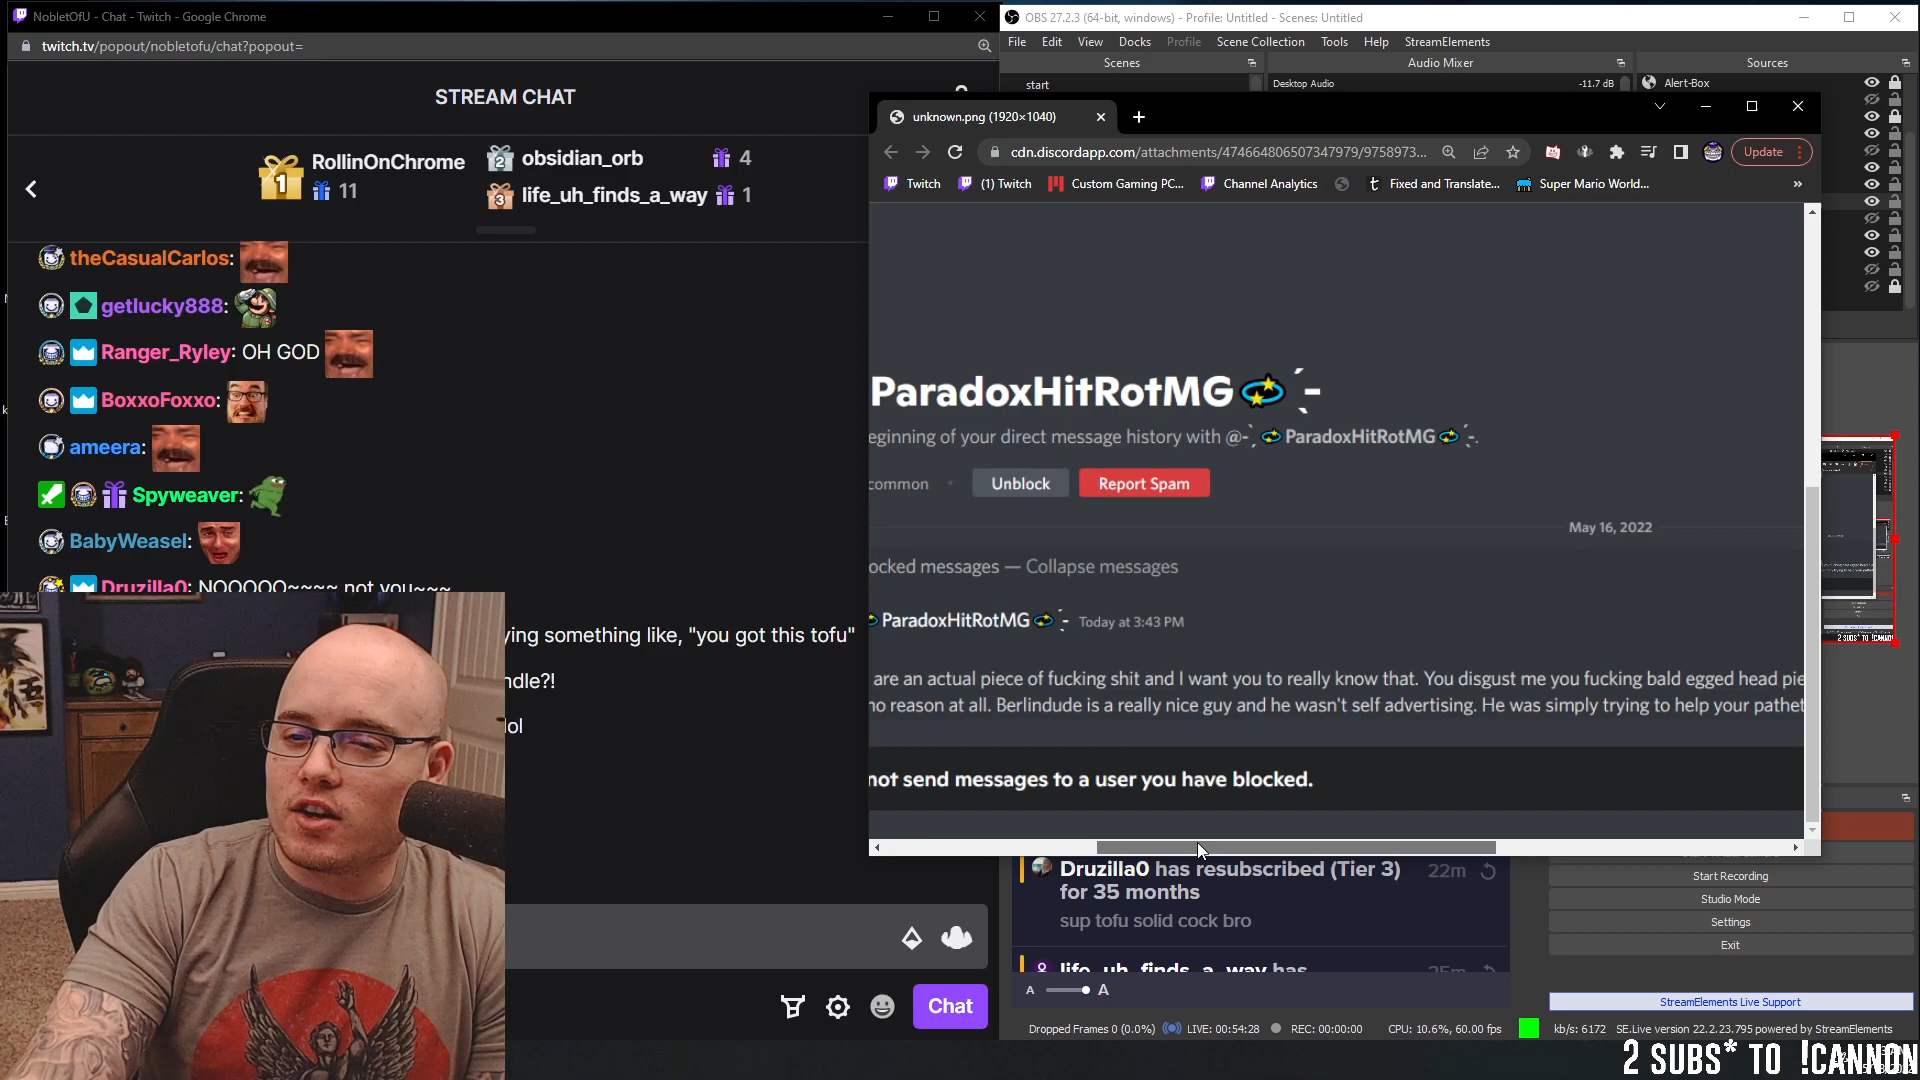 NobletOfU - Chat - Twitch - Google Chrome
twitch.tv/popout/nobletofu/chat?popout=
STREAM CHAT
1 RollinOnChrome 11
2 obsidian_orb 4
3 life_uh_finds_a_way 1
theCasualCarlos:
getlucky888:
Ranger_Ryley: OH GOD
BoxxoFoxxo:
ameera:
Spyweaver:
BabyWeasel:
Druzilla0: NOOOOO~~~~ not you~~~
ying something like, "you got this tofu"
ndle?!
lol
Chat
OBS 27.2.3 (64-bit, windows) - Profile: Untitled - Scenes: Untitled
File Edit View Docks Profile Scene Collection Tools Help StreamElements
Scenes Audio Mixer Sources
start Desktop Audio -11.7 dB Alert-Box
unknown.png (1920×1040)
cdn.discordapp.com/attachments/474664806507347979/9758973... Update
Twitch (1) Twitch Custom Gaming PC... Channel Analytics Fixed and Translate... Super Mario World... »
ParadoxHitRotMG
eginning of your direct message history with @- ParadoxHitRotMG -.
common Unblock Report Spam
May 16, 2022
ocked messages — Collapse messages
ParadoxHitRotMG - Today at 3:43 PM
are an actual piece of fucking shit and I want you to really know that. You disgust me you fucking bald egged head pie
no reason at all. Berlindude is a really nice guy and he wasn't self advertising. He was simply trying to help your pathet
not send messages to a user you have blocked.
Druzilla0 has resubscribed (Tier 3) 22m
for 35 months
sup tofu solid cock bro
life_uh_finds_a_way has
A A
Start Recording
Studio Mode
Settings
Exit
StreamElements Live Support
Dropped Frames 0 (0.0%) LIVE: 00:54:28 REC: 00:00:00 CPU: 10.6%, 60.00 fps kb/s: 6172 SE.Live version 22.2.23.795 powered by StreamElements
2 SUBS* TO !CANNON